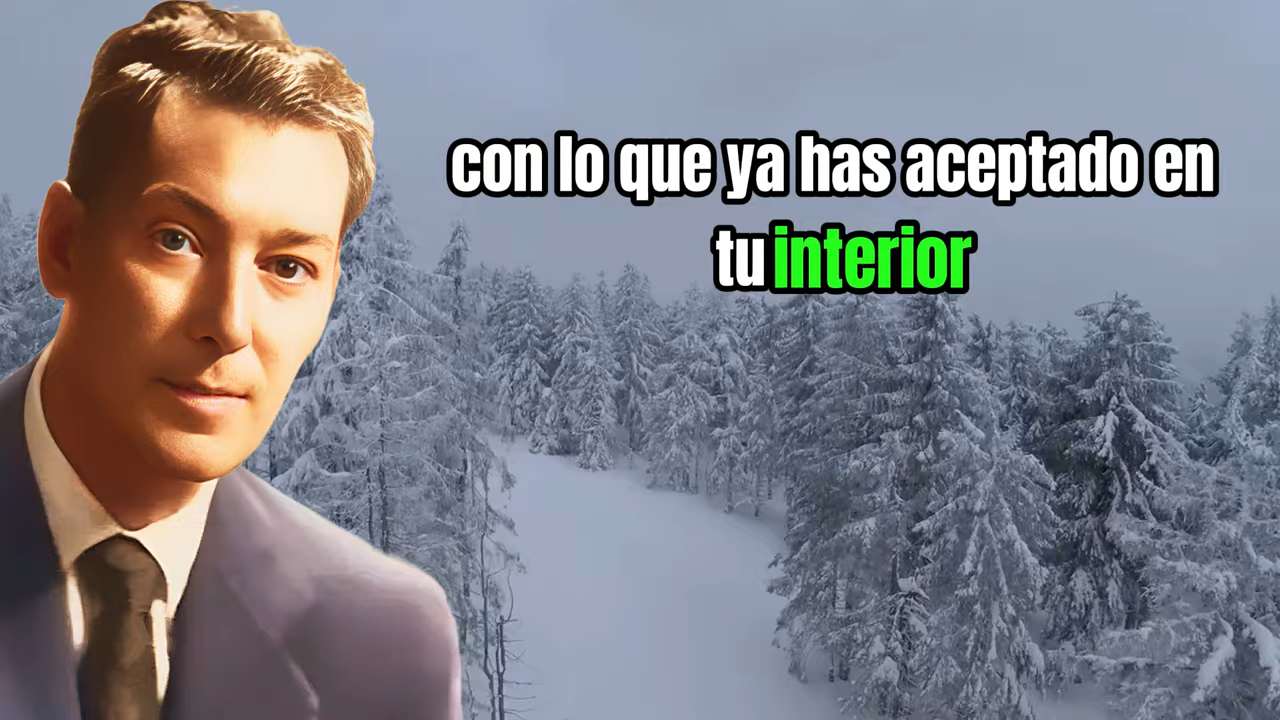 con lo que ya has aceptado en
tu interior